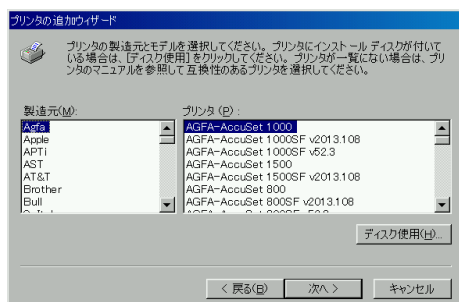 プリンタの追加ウィザード
プリンタの製造元とモデルを選択してください。プリンタにインストール ディスクが付いて
いる場合は、[ディスク使用]をクリックしてください。プリンタが一覧にない場合は、プリ
ンタのマニュアルを参照して互換性のあるプリンタを選択してください。
製造元(M):
Agfa
Apple
APTi
AST
AT&T
Brother
Bull
プリンタ(P):
AGFA-AccuSet 1000
AGFA-AccuSet 1000SF v2013.108
AGFA-AccuSet 1000SF v52.3
AGFA-AccuSet 1500
AGFA-AccuSet 1500SF v2013.108
AGFA-AccuSet 800
AGFA-AccuSet 800SF v2013.108
ディスク使用(H)...
< 戻る(B)
次へ >
キャンセル